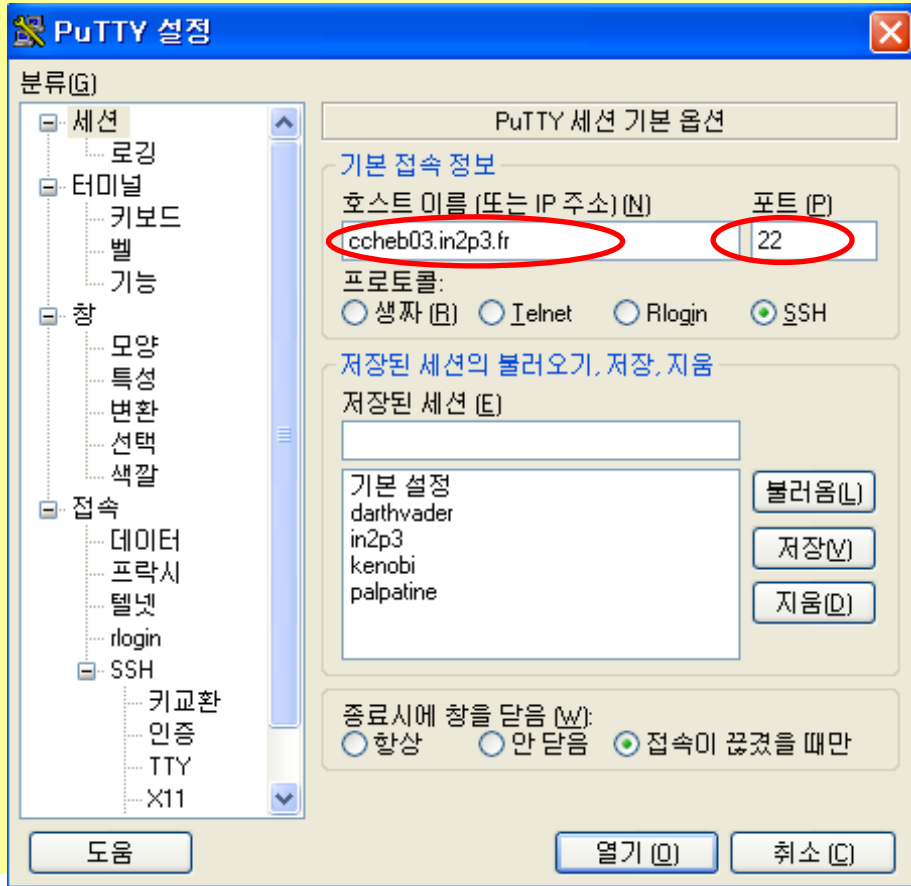 PuTTY 설정
분류(G)
세션
로깅
터미널
키보드
벨
기능
창
모양
특성
변환
선택
색깔
접속
데이터
프락시
텔넷
rlogin
SSH
키교환
인증
TTY
X11
PuTTY 세션 기본 옵션
기본 접속 정보
호스트 이름 (또는 IP 주소) (N) 포트 (P)
ccheb03.in2p3.fr 22
프로토콜:
생짜 (R) Telnet Rlogin SSH
저장된 세션의 불러오기, 저장, 지움
저장된 세션 (E)
기본 설정
darthvader
in2p3
kenobi
palpatine
불러옴(L)
저장(V)
지움(D)
종료시에 창을 닫음 (W):
항상 안 닫음 접속이 끊겼을 때만
도움 열기 (O) 취소 (C)